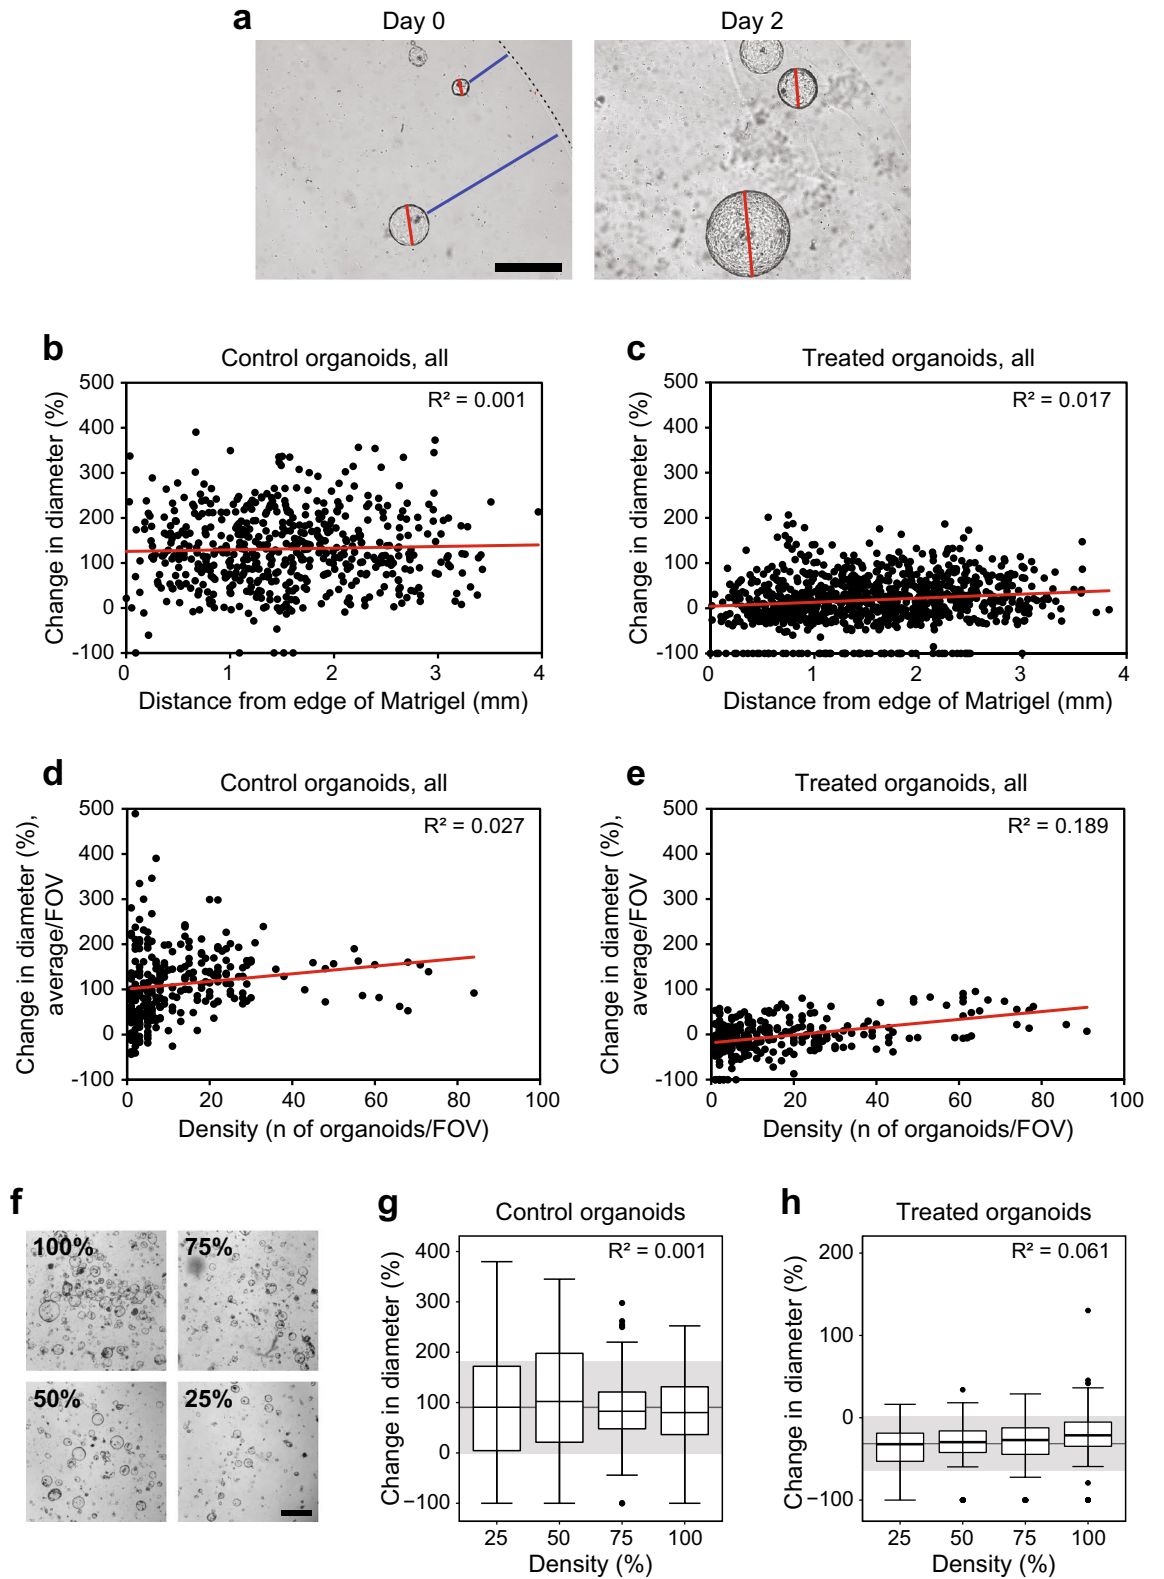 a
Day 0
Day 2
b
Control organoids, all
R² = 0.001
Change in diameter (%)
500
400
300
200
100
0
-100
0
1
2
3
4
Distance from edge of Matrigel (mm)
c
Treated organoids, all
R² = 0.017
Change in diameter (%)
500
400
300
200
100
0
-100
0
1
2
3
4
Distance from edge of Matrigel (mm)
d
Control organoids, all
R² = 0.027
Change in diameter (%),
average/FOV
500
400
300
200
100
0
-100
0
20
40
60
80
100
Density (n of organoids/FOV)
e
Treated organoids, all
R² = 0.189
Change in diameter (%),
average/FOV
500
400
300
200
100
0
-100
0
20
40
60
80
100
Density (n of organoids/FOV)
f
100%
75%
50%
25%
g
Control organoids
R² = 0.001
Change in diameter (%)
400
300
200
100
0
−100
25
50
75
100
Density (%)
h
Treated organoids
R² = 0.061
Change in diameter (%)
200
100
0
−100
25
50
75
100
Density (%)